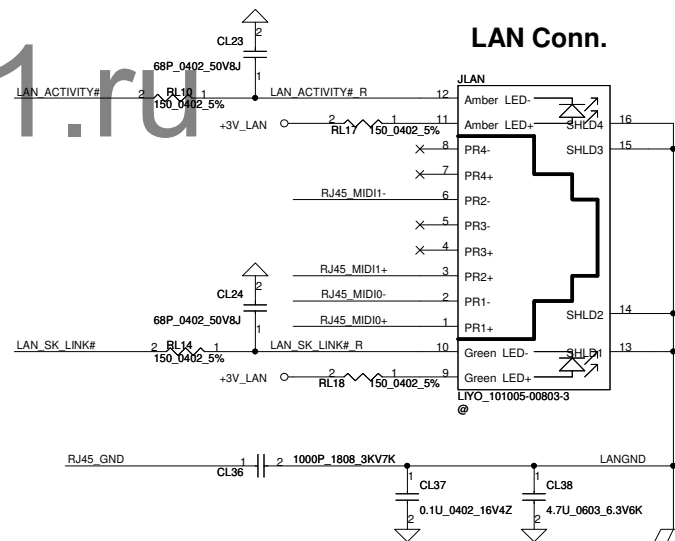 LAN Conn.
1.ru
2
CL23
68P_0402_50V8J
1
LAN_ACTIVITY# 2 RL10 1 LAN_ACTIVITY#_R
150_0402_5%
+3V_LAN 2 1
RL17 150_0402_5%
JLAN
12 Amber LED-
11 Amber LED+ SHLD4 16
8 PR4- SHLD3 15
7 PR4+
RJ45_MIDI1- 6 PR2-
5 PR3-
4 PR3+
RJ45_MIDI1+ 3 PR2+
RJ45_MIDI0- 2 PR1-
SHLD2 14
RJ45_MIDI0+ 1 PR1+
2
CL24
68P_0402_50V8J
1
LAN_SK_LINK# 2 RL14 1 LAN_SK_LINK#_R 10 Green LED- SHLD1 13
150_0402_5%
+3V_LAN 2 1 9 Green LED+
RL18 150_0402_5%
LIYO_101005-00803-3
@
RJ45_GND 1 2 1000P_1808_3KV7K LANGND
CL36
1 CL37
0.1U_0402_16V4Z
2
1 CL38
4.7U_0603_6.3V6K
2